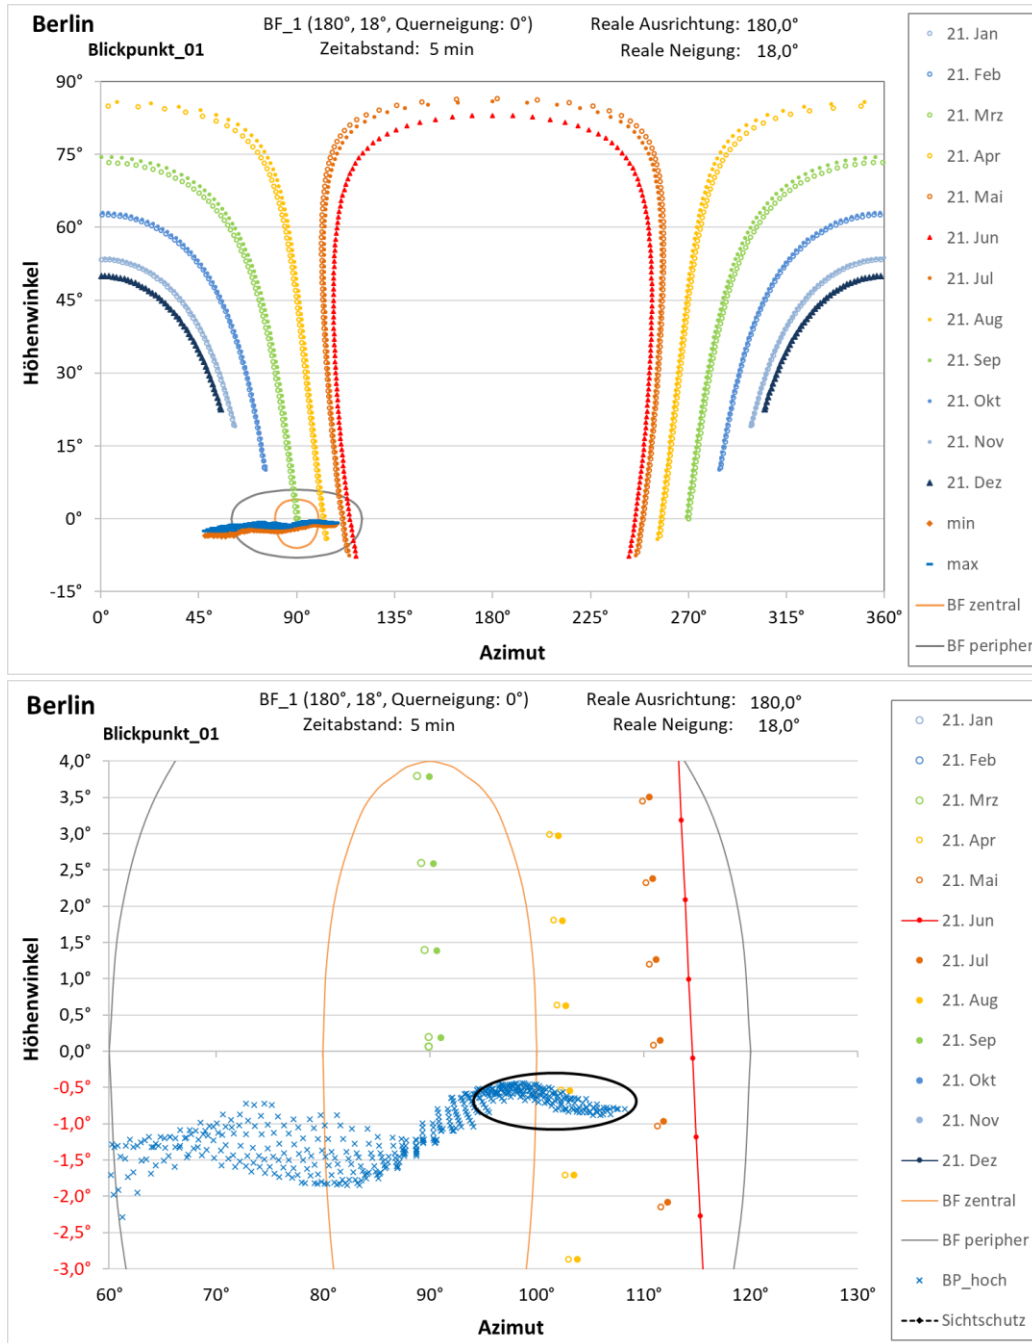 Berlin
BF_1 (180°, 18°, Querneigung: 0°)
Reale Ausrichtung: 180,0°
Blickpunkt_01
Zeitabstand: 5 min
Reale Neigung: 18,0°
90°
75°
60°
45°
30°
15°
0°
-15°
Höhenwinkel
0° 45° 90° 135° 180° 225° 270° 315° 360°
Azimut
21. Jan
21. Feb
21. Mrz
21. Apr
21. Mai
21. Jun
21. Jul
21. Aug
21. Sep
21. Okt
21. Nov
21. Dez
min
max
BF zentral
BF peripher
Berlin
BF_1 (180°, 18°, Querneigung: 0°)
Reale Ausrichtung: 180,0°
Blickpunkt_01
Zeitabstand: 5 min
Reale Neigung: 18,0°
4,0°
3,5°
3,0°
2,5°
2,0°
1,5°
1,0°
0,5°
0,0°
-0,5°
-1,0°
-1,5°
-2,0°
-2,5°
-3,0°
Höhenwinkel
60° 70° 80° 90° 100° 110° 120° 130°
Azimut
21. Jan
21. Feb
21. Mrz
21. Apr
21. Mai
21. Jun
21. Jul
21. Aug
21. Sep
21. Okt
21. Nov
21. Dez
BF zentral
BF peripher
BP_hoch
Sichtschutz